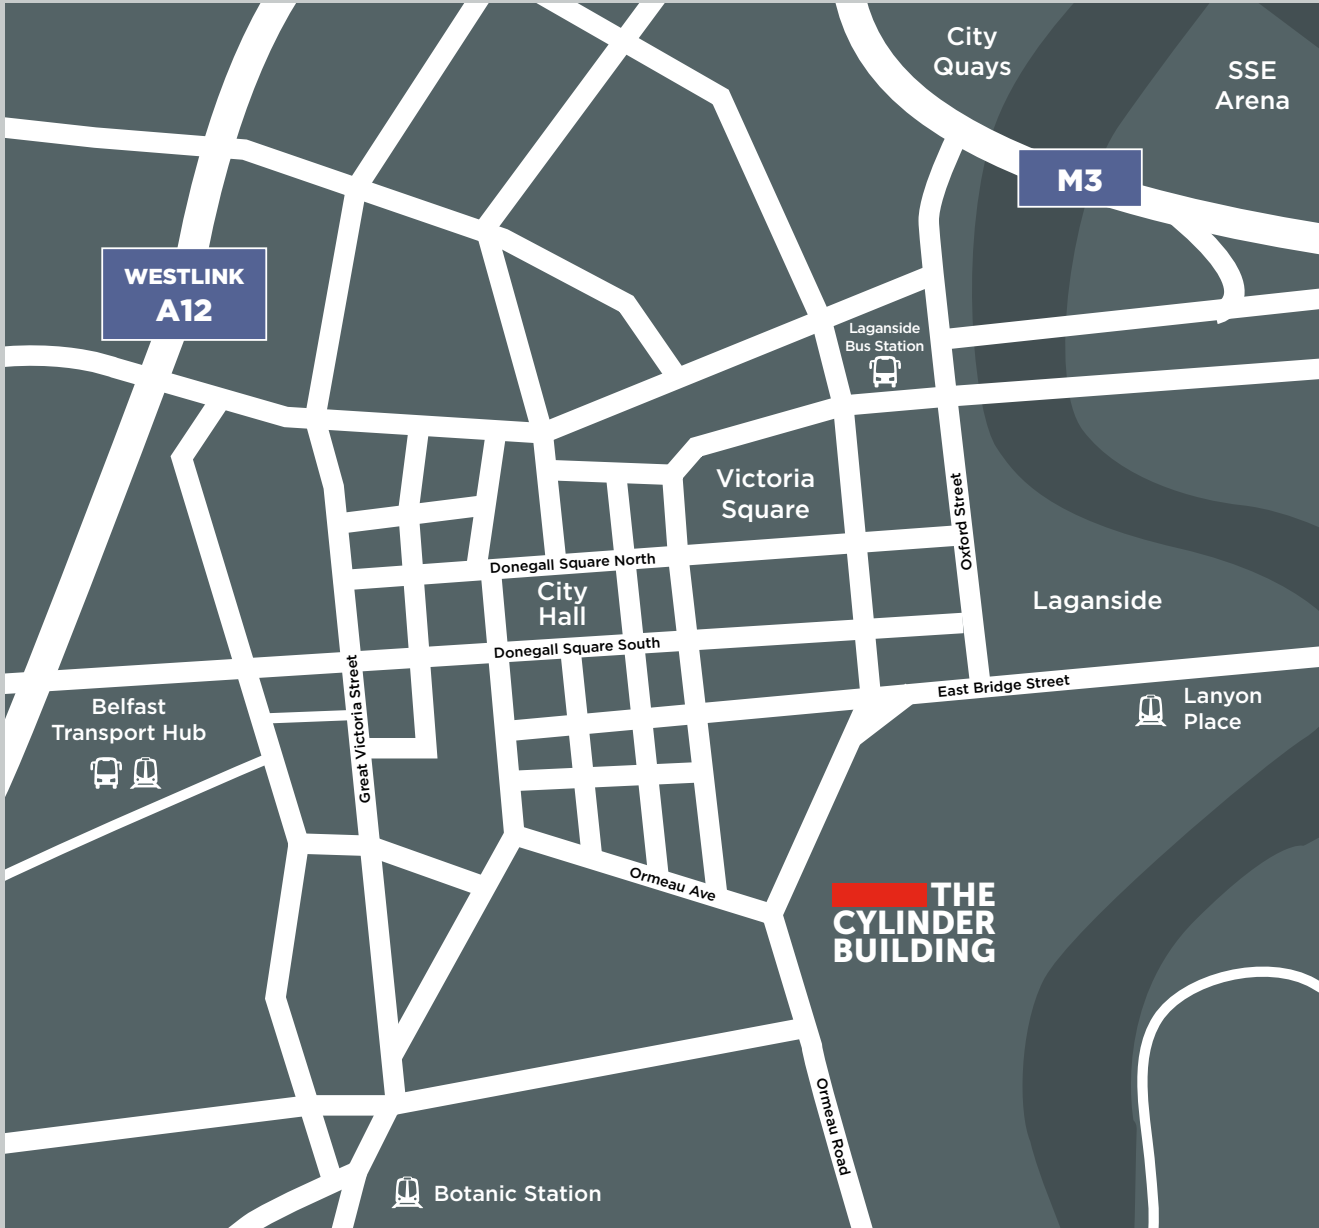 City
Quays
SSE
Arena
M3
WESTLINK
A12
Laganside
Bus Station
Victoria
Square
Oxford Street
Donegall Square North
City
Hall
Laganside
Donegall Square South
Great Victoria Street
East Bridge Street
Lanyon
Place
Belfast
Transport Hub
Ormeau Ave
THE
CYLINDER
BUILDING
Ormeau Road
Botanic Station